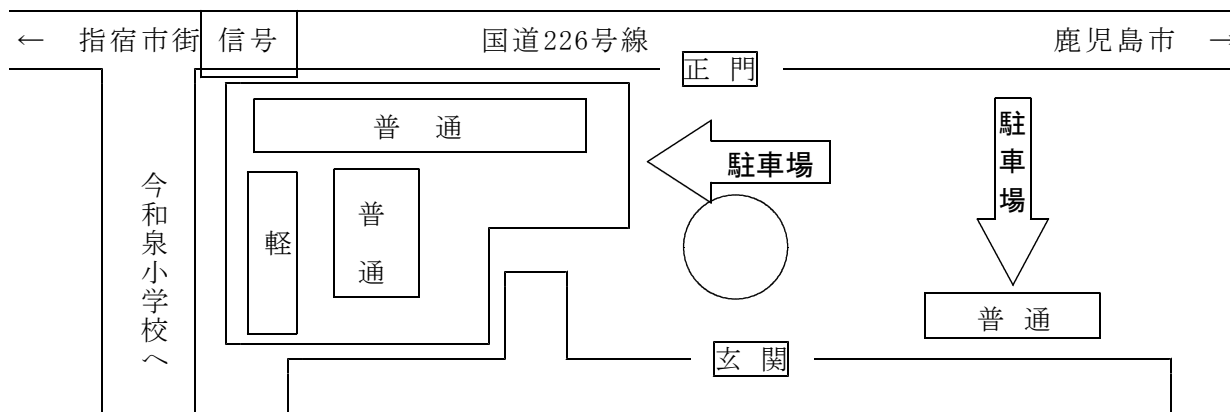 ← 指宿市街 信号 国道226号線 鹿児島市 →
正 門
普 通
駐車場
駐車場
今和泉小学校へ
軽
普通
普 通
玄 関